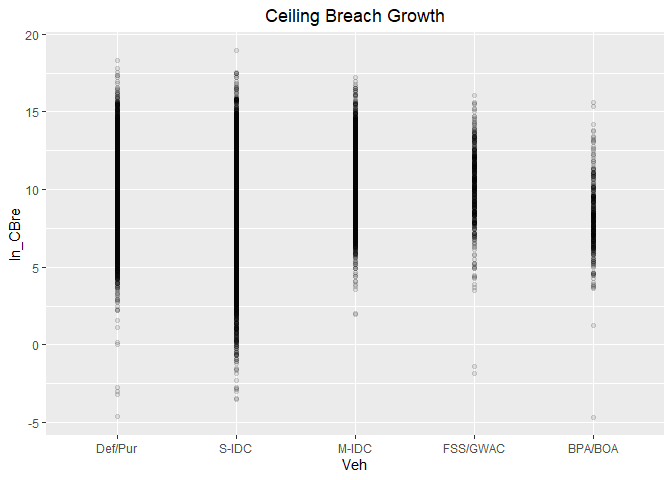 Ceiling Breach Growth
20
15
10
5
0
-5
ln_CBre
Def/Pur S-IDC M-IDC FSS/GWAC BPA/BOA
Veh